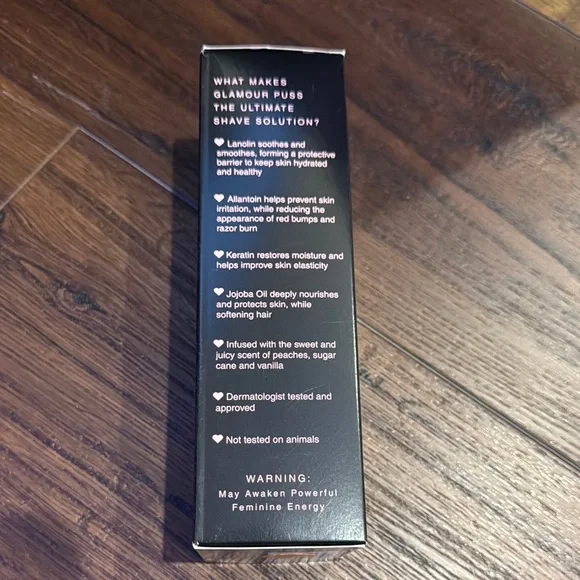 WHAT MAKES
GLAMOUR PUSS
THE ULTIMATE
SHAVE SOLUTION?
Lanolin soothes and
smoothes, forming a protective
barrier to keep skin hydrated
and healthy
Allantoin helps prevent skin
irritation, while reducing the
appearance of red bumps and
razor burn
Keratin restores moisture and
helps improve skin elasticity
Jojoba Oil deeply nourishes
and protects skin, while
softening hair
Infused with the sweet and
juicy scent of peaches, sugar
cane and vanilla
Dermatologist tested and
approved
Not tested on animals
WARNING:
May Awaken Powerful
Feminine Energy